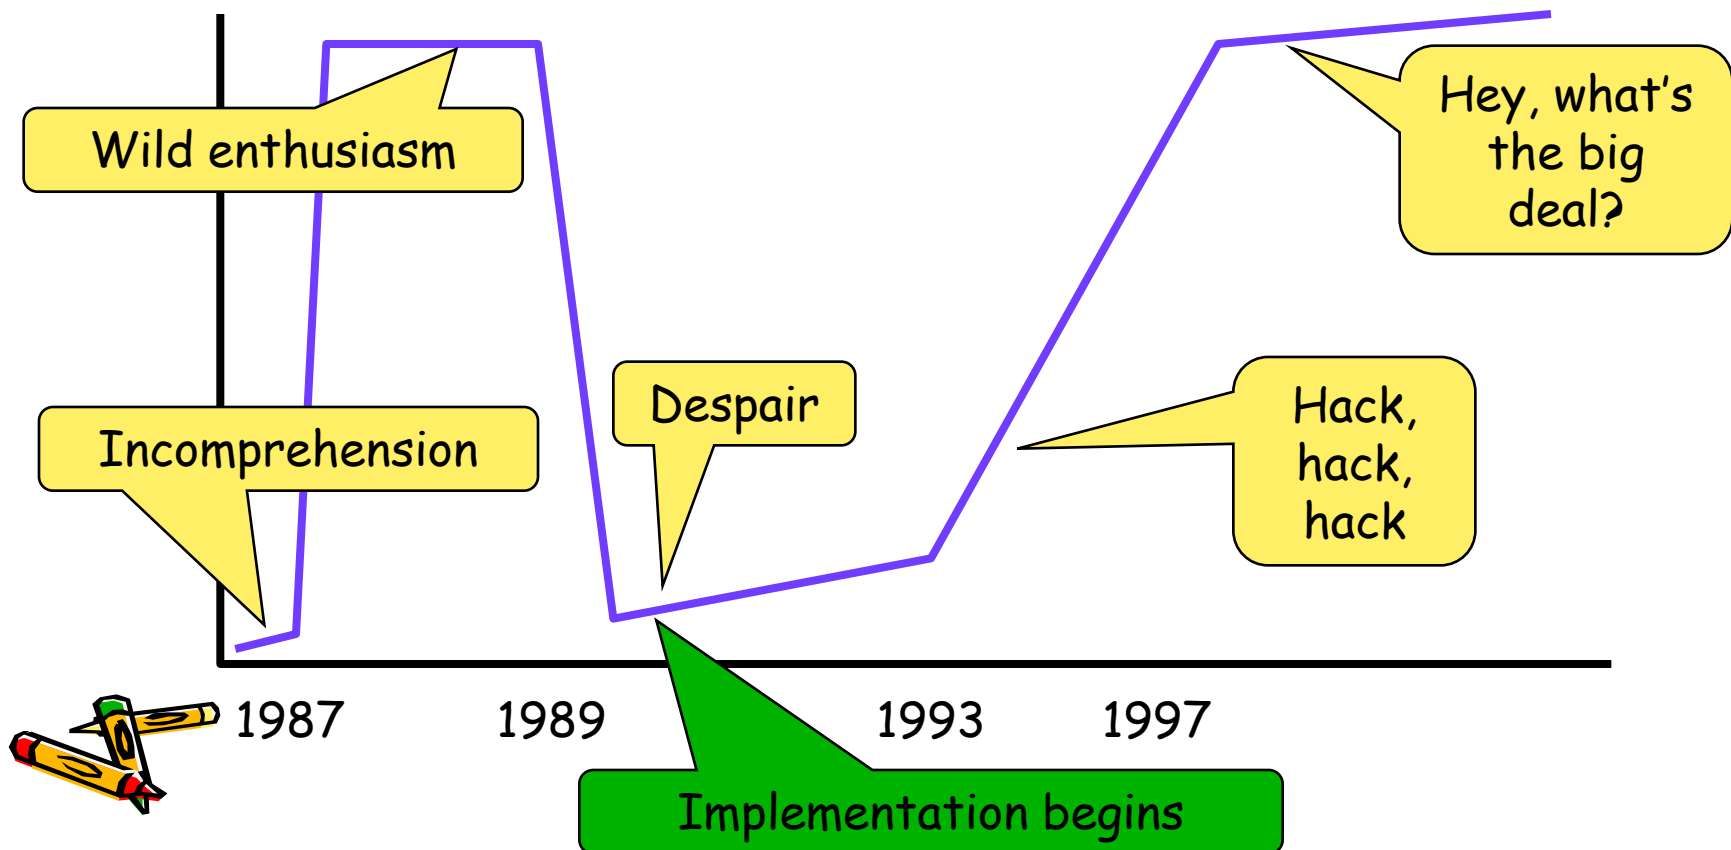 Wild enthusiasm
Hey, what's
the big
deal?
Incomprehension
Despair
Hack,
hack,
hack
1987 1989 1993 1997
Implementation begins